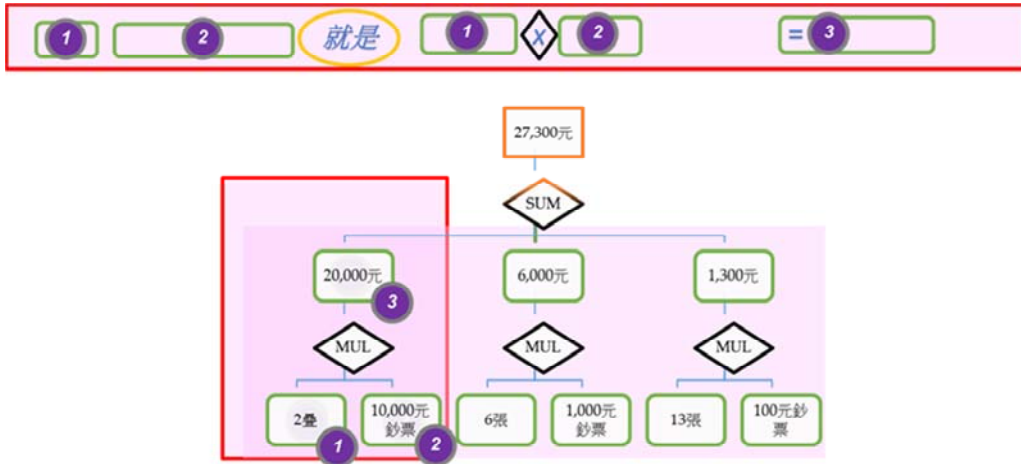 1 2 就是 1 X 2 = 3
27,300元
SUM
20,000元 6,000元 1,300元
3
MUL MUL MUL
2疊 10,000元 6張 1,000元 13張 100元鈔
鈔票 鈔票 票
1 2